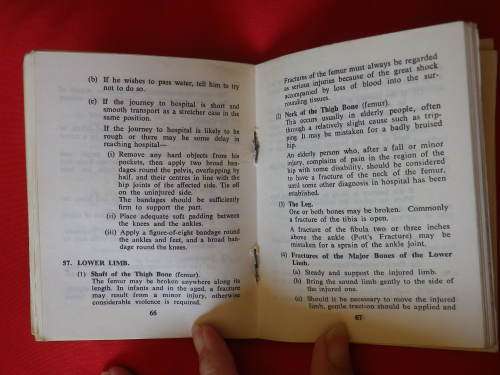 (b) If he wishes to pass water, tell him to try
not to do so.
(c) If the journey to hospital is short and
smooth transport as a stretcher case in the
same position.
If the journey to hospital is likely to be
rough or there may be some delay in
reaching hospital—
(i) Remove any hard objects from his
pockets, then apply two broad ban-
dages round the pelvis, overlapping by
half, and their centres in line with the
hip joints of the affected side. Tie off
on the uninjured side.
The bandages should be sufficiently
firm to support the part.
(ii) Place adequate soft padding between
the knees and the ankles.
(iii) Apply a figure-of-eight bandage round
the ankles and feet, and a broad ban-
dage round the knees.
57. LOWER LIMB.
(1) Shaft of the Thigh Bone (femur).
The femur may be broken anywhere along its
length. In infants and in the aged, a fracture
may result from a minor injury, otherwise
considerable violence is required.
66
Fractures of the femur must always be regarded
as serious injuries because of the great shock
accompanied by loss of blood into the sur-
rounding tissues.
(2) Neck of the Thigh Bone (femur).
This occurs usually in elderly people, often
through a relatively slight cause such as trip-
ping. It may be mistaken for a badly bruised
hip.
An elderly person who, after a fall or minor
injury, complains of pain in the region of the
hip with some disability, should be considered
to have a fracture of the neck of the femur,
until some other diagnosis in hospital has been
established.
(3) The Leg.
One or both bones may be broken. Commonly
a fracture of the tibia is open.
A fracture of the fibula two or three inches
above the ankle (Pott's Fracture) may be
mistaken for a sprain of the ankle joint.
(4) Fractures of the Major Bones of the Lower
Limb.
(a) Steady and support the injured limb.
(b) Bring the sound limb gently to the side of
the injured one.
(c) Should it be necessary to move the injured
limb, gentle traction should be applied and
67